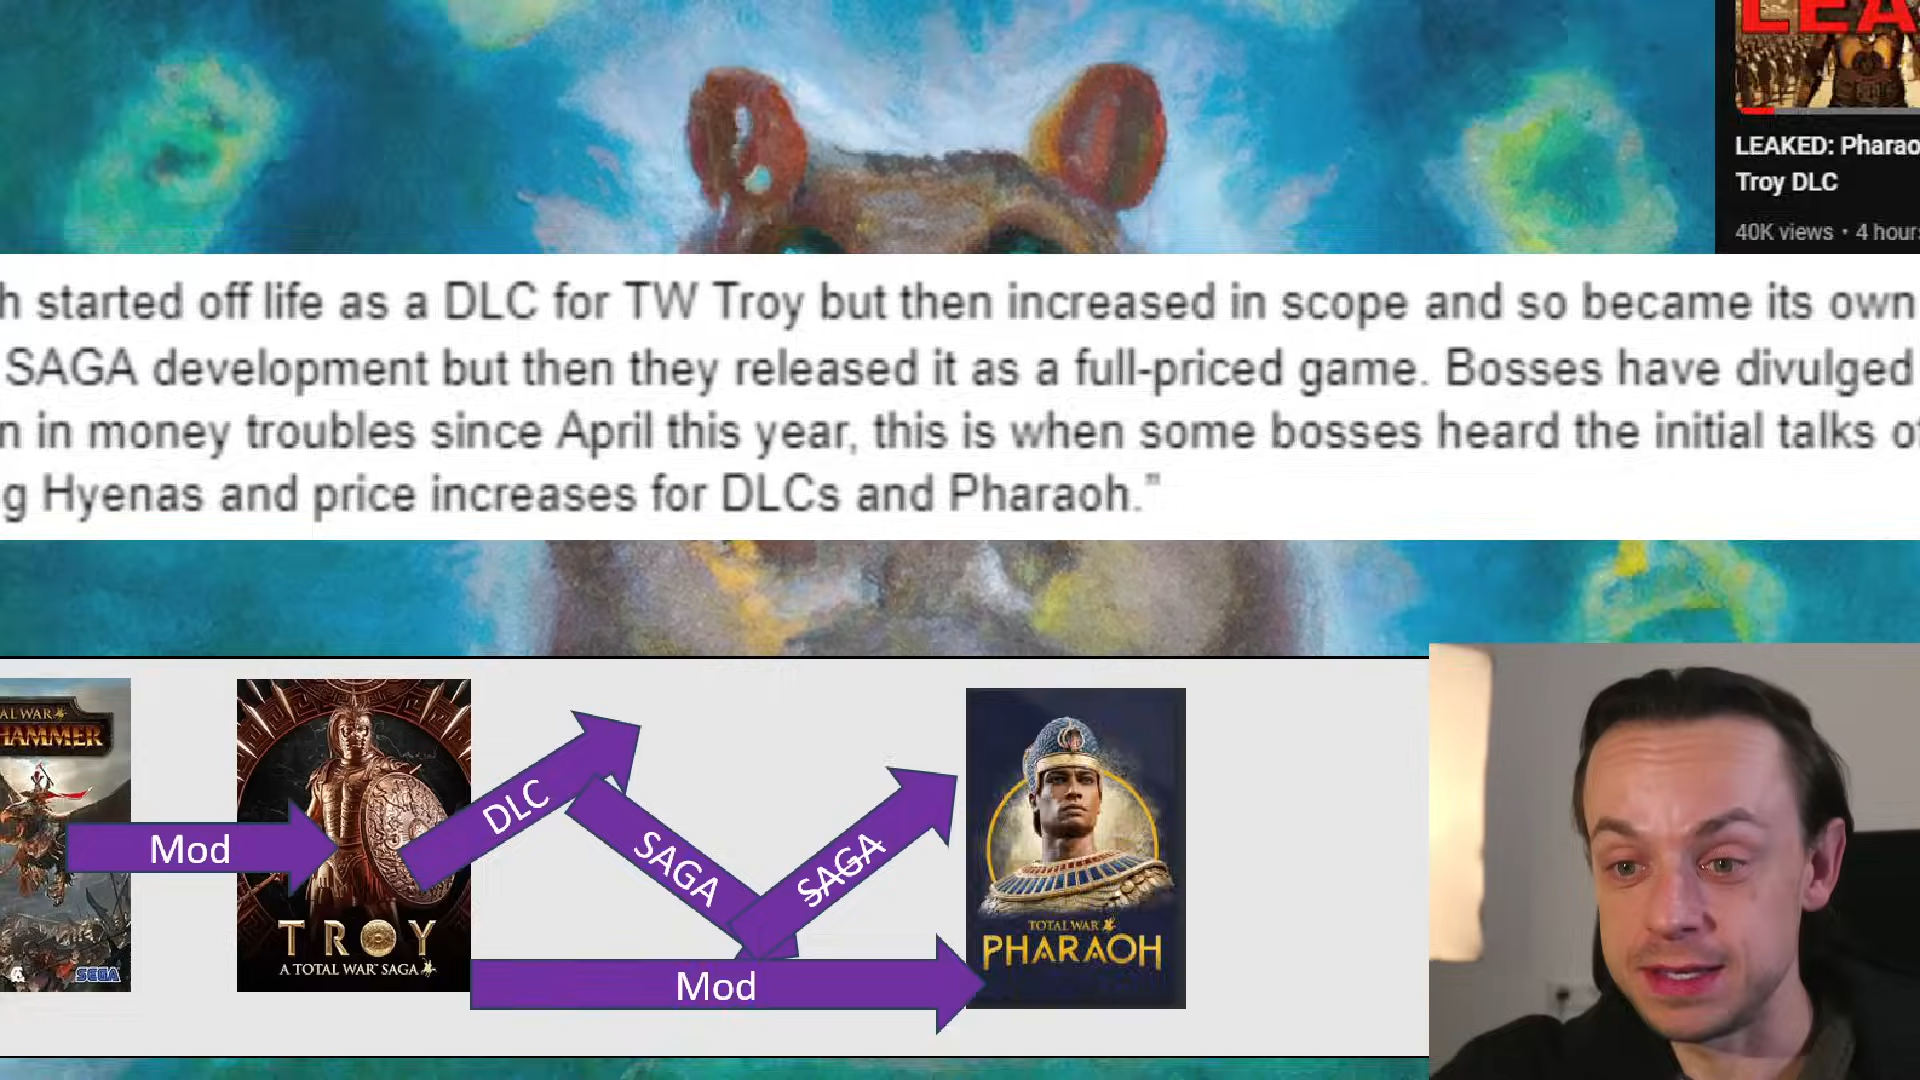 LEA
LEAKED: Pharao
Troy DLC
40K views • 4 hours
h started off life as a DLC for TW Troy but then increased in scope and so became its own
SAGA development but then they released it as a full-priced game. Bosses have divulged
n in money troubles since April this year, this is when some bosses heard the initial talks of
g Hyenas and price increases for DLCs and Pharaoh."
AL WAR
HAMMER
SEGA
Mod
TROY
A TOTAL WAR SAGA
DLC
SAGA
SAGA
Mod
TOTAL WAR
PHARAOH